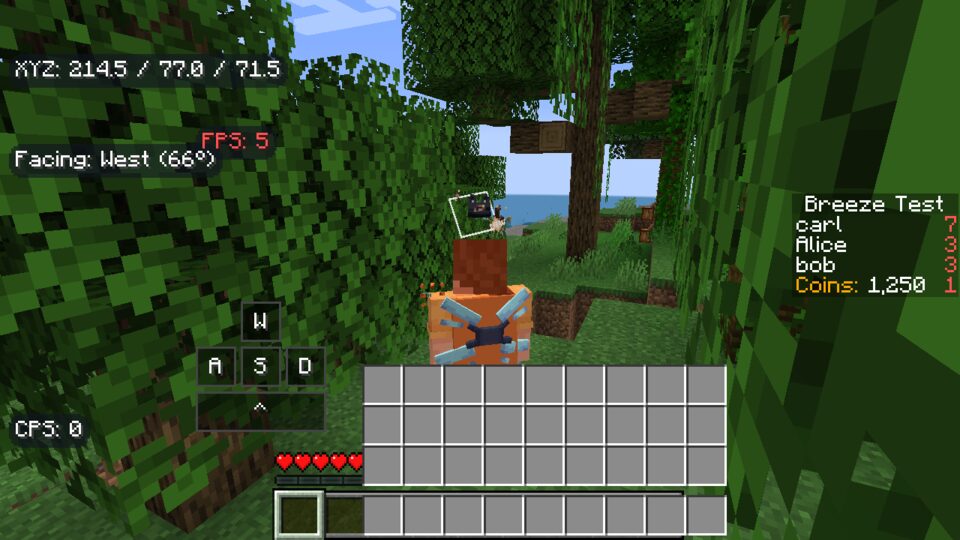 XYZ: 214.5 / 77.0 / 71.5
FPS: 5
Facing: West (66°)
Breeze Test
carl 7
Alice 3
bob 3
Coins: 1,250 1
W
A S D
^
CPS: 0